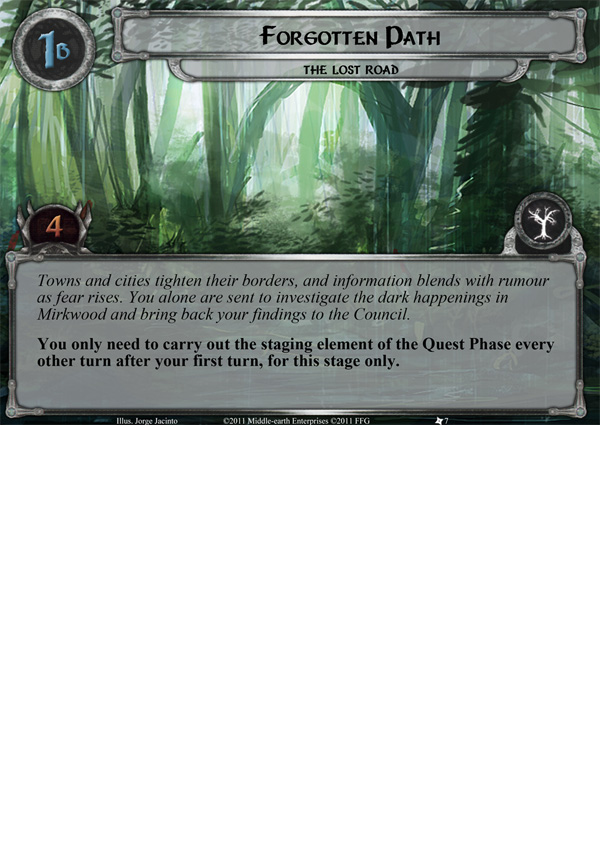 1B
FORGOTTEN PATH
THE LOST ROAD
4
Towns and cities tighten their borders, and information blends with rumour
as fear rises. You alone are sent to investigate the dark happenings in
Mirkwood and bring back your findings to the Council.
You only need to carry out the staging element of the Quest Phase every
other turn after your first turn, for this stage only.
Illus. Jorge Jacinto ©2011 Middle-earth Enterprises ©2011 FFG 7